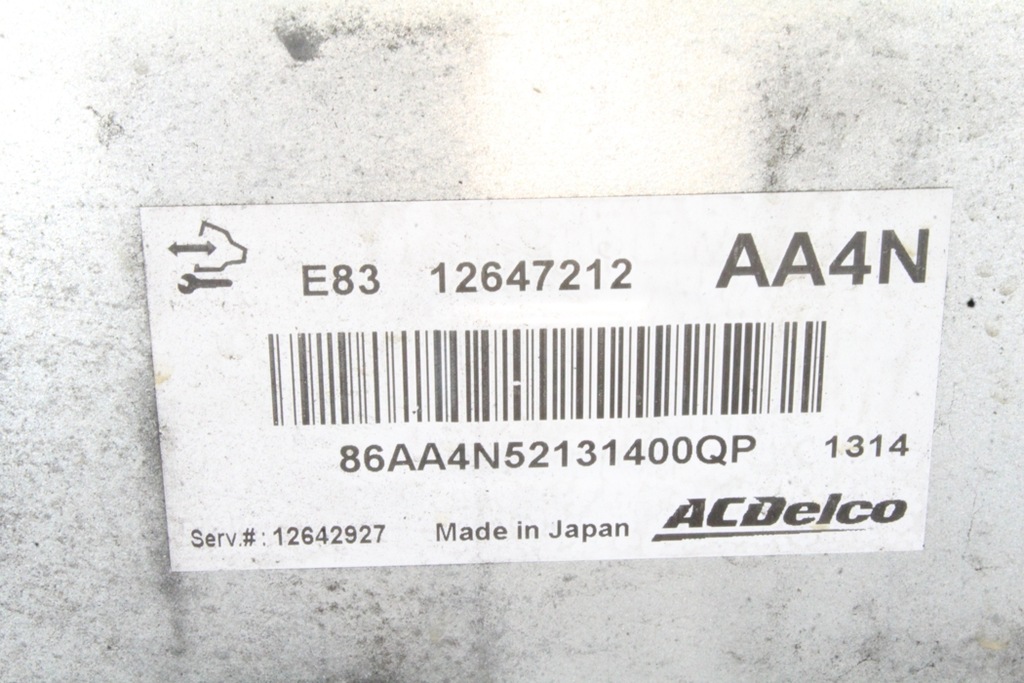 E83 12647212 AA4N
86AA4N52131400QP 1314
Serv.#: 12642927 Made in Japan ACDelco